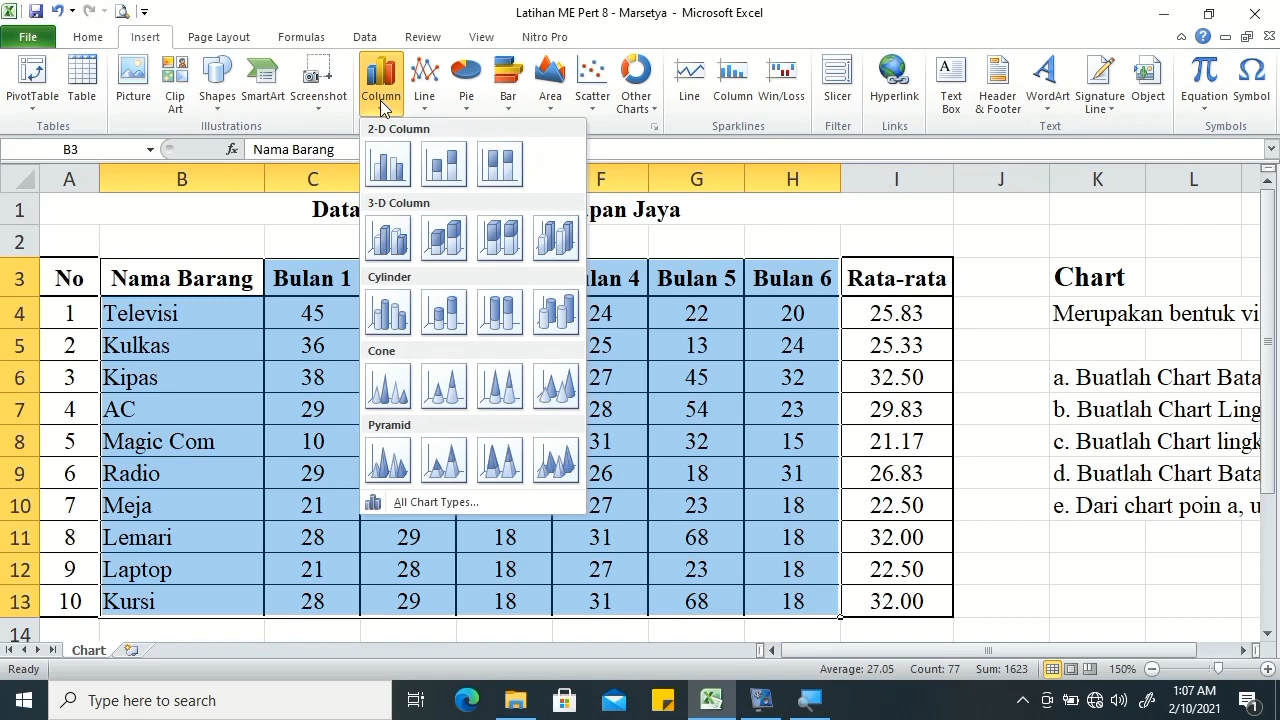 Latihan ME Pert 8 - Marsetya - Microsoft Excel
File Home Insert Page Layout Formulas Data Review View Nitro Pro
PivotTable Table Picture Clip Art Shapes SmartArt Screenshot Column Line Pie Bar Area Scatter Other Charts Line Column Win/Loss Slicer Hyperlink Text Box Header & Footer WordArt Signature Line Object Equation Symbol
Tables Illustrations Sparklines Filter Links Text Symbols
B3 fx Nama Barang
2-D Column
3-D Column
Cylinder
Cone
Pyramid
All Chart Types...
A B C F G H I J K L
1 Data pan Jaya
2
3 No Nama Barang Bulan 1 lan 4 Bulan 5 Bulan 6 Rata-rata Chart
4 1 Televisi 45 24 22 20 25.83 Merupakan bentuk vi
5 2 Kulkas 36 25 13 24 25.33
6 3 Kipas 38 27 45 32 32.50 a. Buatlah Chart Bata
7 4 AC 29 28 54 23 29.83 b. Buatlah Chart Ling
8 5 Magic Com 10 31 32 15 21.17 c. Buatlah Chart lingk
9 6 Radio 29 26 18 31 26.83 d. Buatlah Chart Bata
10 7 Meja 21 27 23 18 22.50 e. Dari chart poin a, u
11 8 Lemari 28 29 18 31 68 18 32.00
12 9 Laptop 21 28 18 27 23 18 22.50
13 10 Kursi 28 29 18 31 68 18 32.00
14
Chart
Ready Average: 27.05 Count: 77 Sum: 1623 150%
Type here to search 1:07 AM
2/10/2021 1